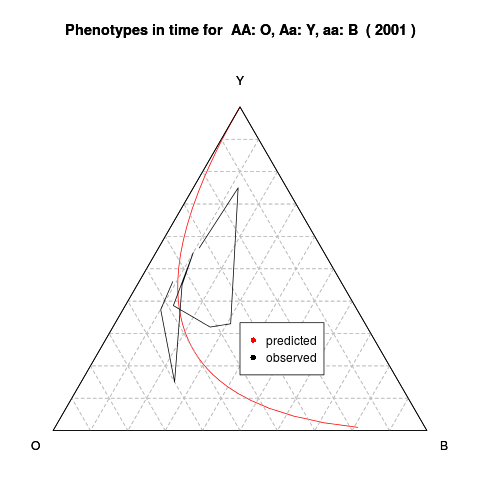 Phenotypes in time for  AA: O, Aa: Y, aa: B  ( 2001 )
Y
predicted
observed
O
B